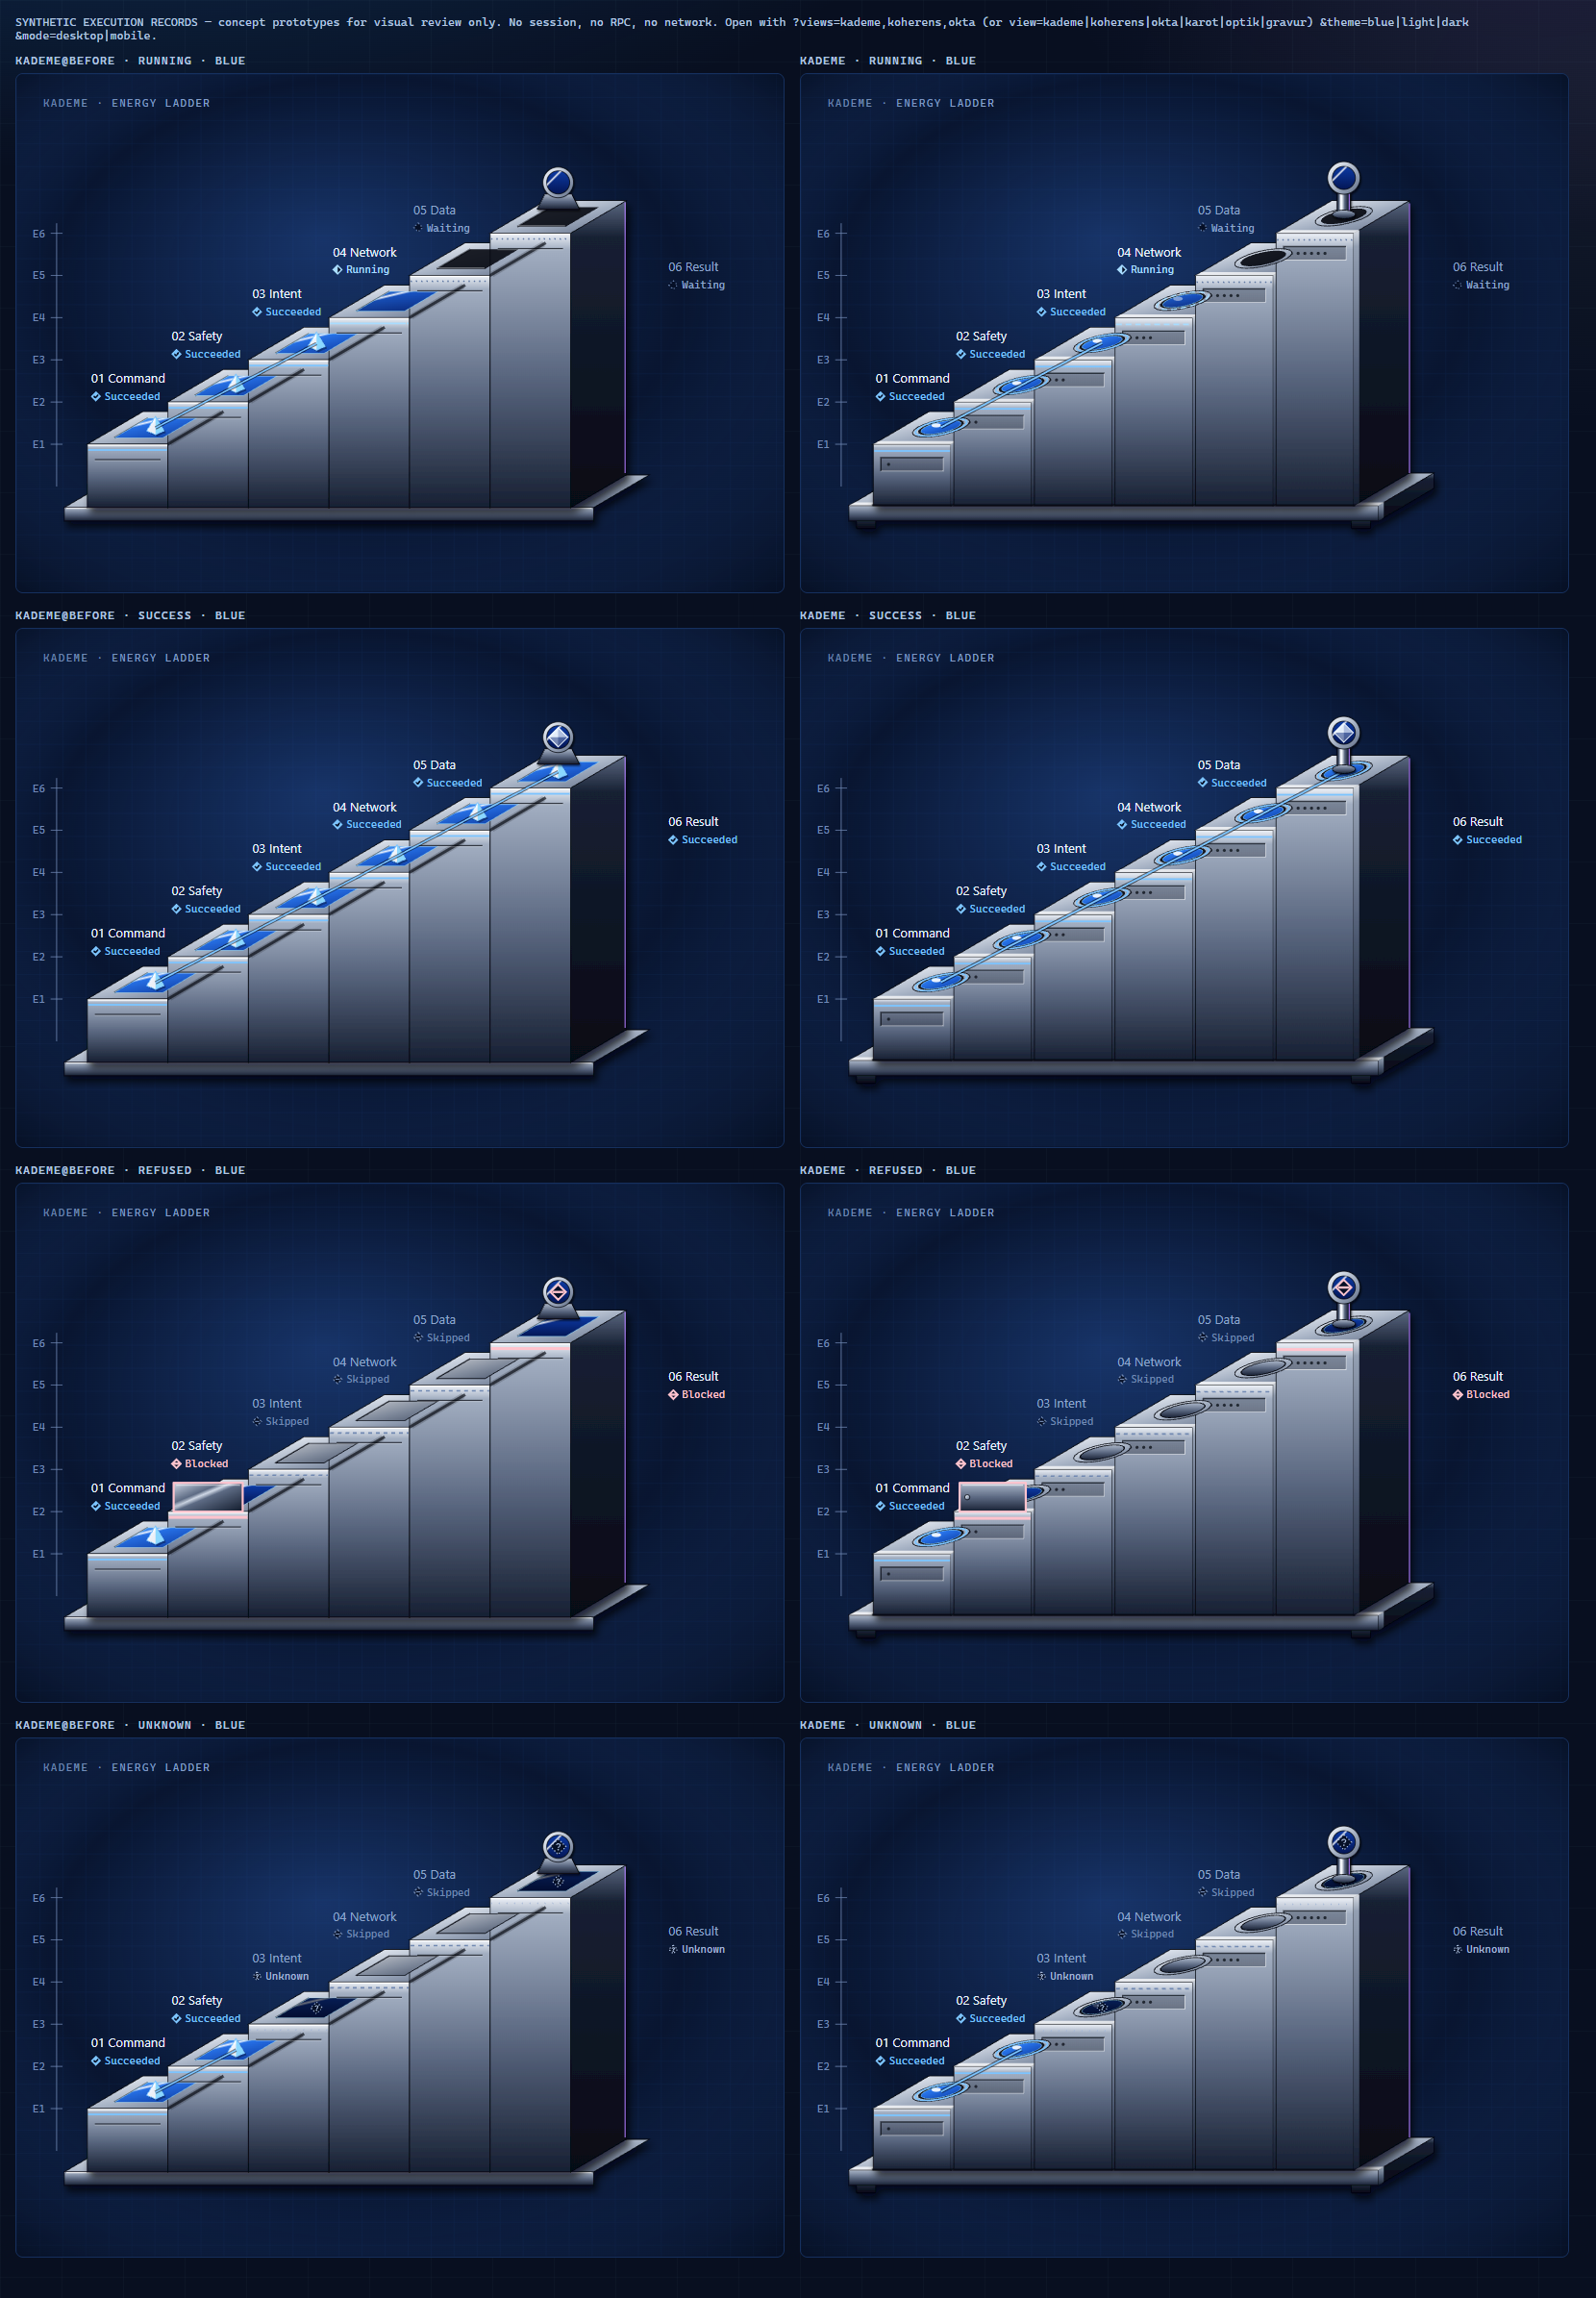 SYNTHETIC EXECUTION RECORDS — concept prototypes for visual review only. No session, no RPC, no network. Open with ?views=kademe,koherens,okta (or view=kademe|koherens|okta|karot|optik|gravur) &theme=blue|light|dark
&mode=desktop|mobile.
KADEME@BEFORE · RUNNING · BLUE
KADEME · ENERGY LADDER
05 Data
Waiting
E6
04 Network
Running
06 Result
Waiting
E5
03 Intent
Succeeded
E4
02 Safety
Succeeded
E3
01 Command
Succeeded
E2
E1
KADEME · RUNNING · BLUE
KADEME · ENERGY LADDER
05 Data
Waiting
E6
04 Network
Running
06 Result
Waiting
E5
03 Intent
Succeeded
E4
02 Safety
Succeeded
E3
01 Command
Succeeded
E2
E1
KADEME@BEFORE · SUCCESS · BLUE
KADEME · ENERGY LADDER
05 Data
Succeeded
E6
04 Network
Succeeded
06 Result
Succeeded
E5
03 Intent
Succeeded
E4
02 Safety
Succeeded
E3
01 Command
Succeeded
E2
E1
KADEME · SUCCESS · BLUE
KADEME · ENERGY LADDER
05 Data
Succeeded
E6
04 Network
Succeeded
06 Result
Succeeded
E5
03 Intent
Succeeded
E4
02 Safety
Succeeded
E3
01 Command
Succeeded
E2
E1
KADEME@BEFORE · REFUSED · BLUE
KADEME · ENERGY LADDER
05 Data
Skipped
E6
04 Network
Skipped
06 Result
Blocked
E5
03 Intent
Skipped
E4
02 Safety
Blocked
E3
01 Command
Succeeded
E2
E1
KADEME · REFUSED · BLUE
KADEME · ENERGY LADDER
05 Data
Skipped
E6
04 Network
Skipped
06 Result
Blocked
E5
03 Intent
Skipped
E4
02 Safety
Blocked
E3
01 Command
Succeeded
E2
E1
KADEME@BEFORE · UNKNOWN · BLUE
KADEME · ENERGY LADDER
?
05 Data
Skipped
?
E6
04 Network
Skipped
06 Result
Unknown
E5
03 Intent
Unknown
?
E4
02 Safety
Succeeded
E3
01 Command
Succeeded
E2
E1
KADEME · UNKNOWN · BLUE
KADEME · ENERGY LADDER
?
05 Data
Skipped
E6
04 Network
Skipped
06 Result
Unknown
E5
03 Intent
Unknown
?
E4
02 Safety
Succeeded
E3
01 Command
Succeeded
E2
E1